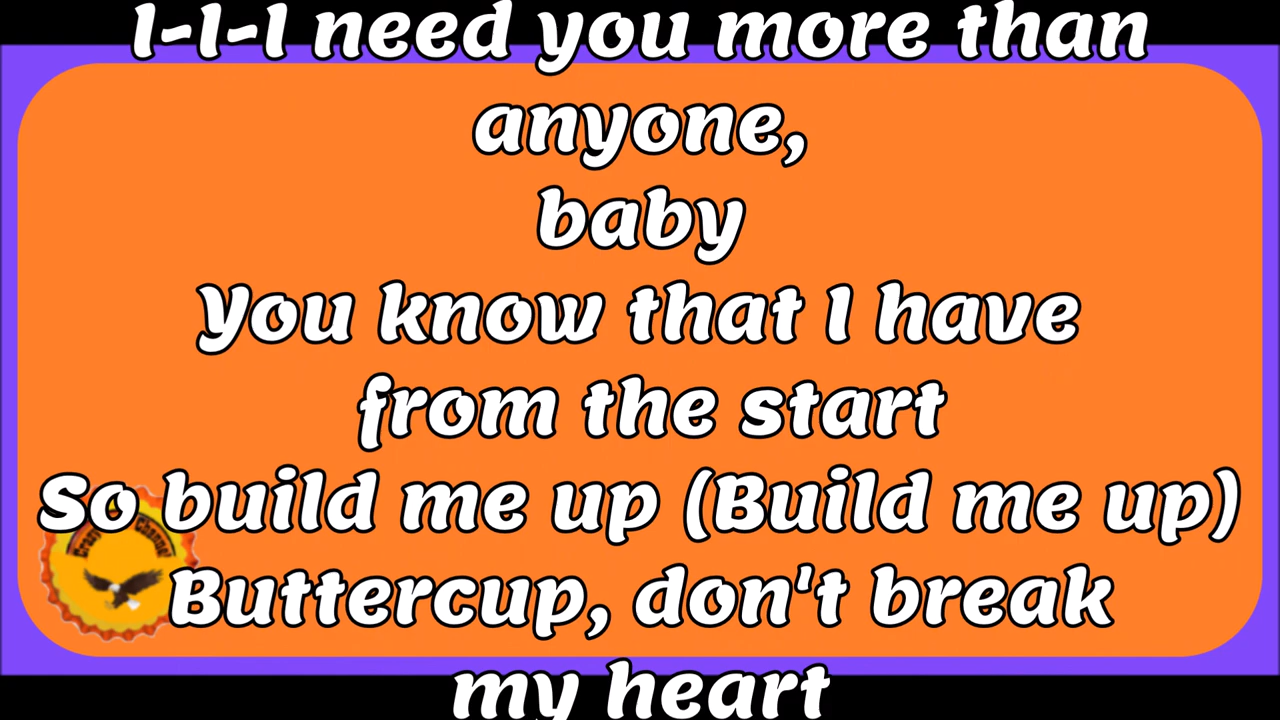 I-I-I need you more than
anyone,
baby
You know that I have
from the start
So build me up (Build me up)
Buttercup, don't break
my heart
Channel